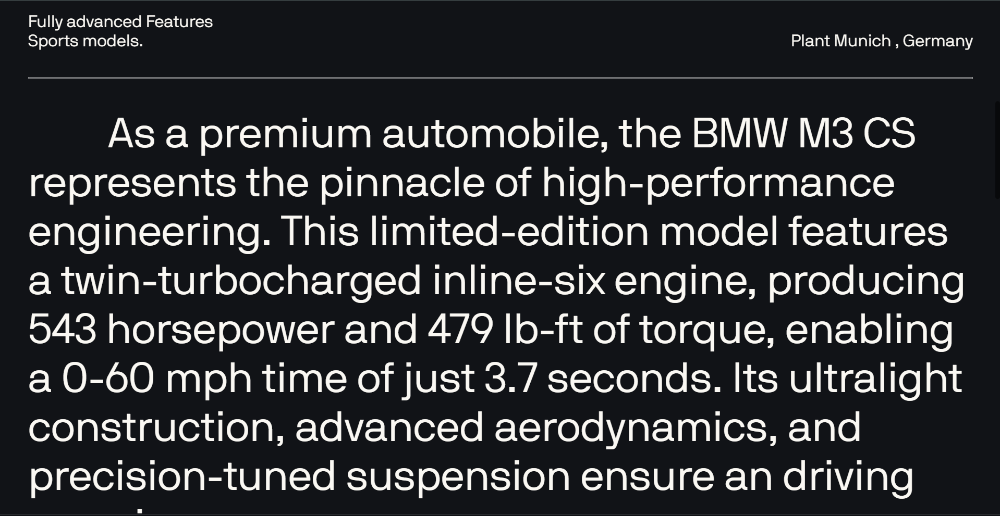 Fully advanced Features
Sports models.
Plant Munich , Germany
As a premium automobile, the BMW M3 CS
represents the pinnacle of high-performance
engineering. This limited-edition model features
a twin-turbocharged inline-six engine, producing
543 horsepower and 479 lb-ft of torque, enabling
a 0-60 mph time of just 3.7 seconds. Its ultralight
construction, advanced aerodynamics, and
precision-tuned suspension ensure an driving